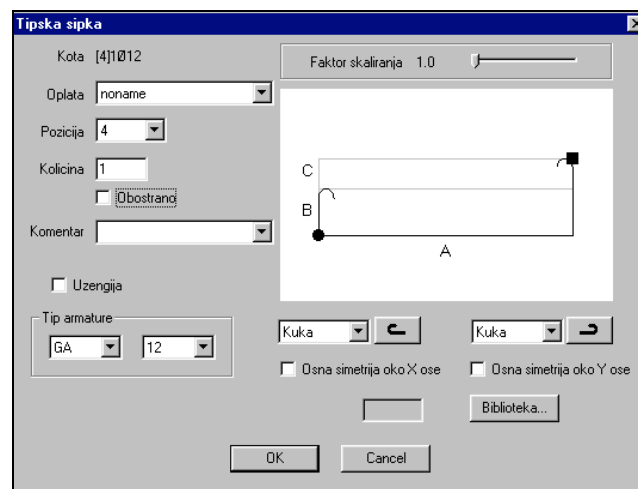 Tipska sipka
Kota [4]1Ø12
Faktor skaliranja 1.0
Oplata noname
Pozicija 4
Kolicina 1
Obostrano
Komentar
C
B
A
Uzengija
Tip armature
GA 12
Kuka Kuka
Osna simetrija oko X ose Osna simetrija oko Y ose
Biblioteka...
OK Cancel